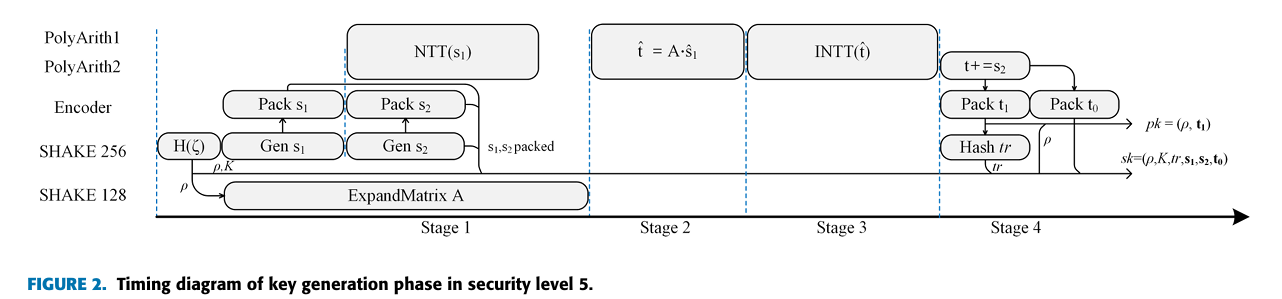 PolyArith1
PolyArith2
Encoder
SHAKE 256
SHAKE 128
NTT(s₁)
t̂ = A·ŝ₁
INTT(t̂)
t+=s₂
Pack s₁
Pack s₂
Pack t₁
Pack t₀
pk = (ρ, t₁)
H(ζ)
Gen s₁
Gen s₂
s₁,s₂ packed
Hash tr
ρ
sk=(ρ,K,tr,s₁,s₂,t₀)
ρ,K
tr
ρ
ExpandMatrix A
Stage 1
Stage 2
Stage 3
Stage 4
FIGURE 2. Timing diagram of key generation phase in security level 5.